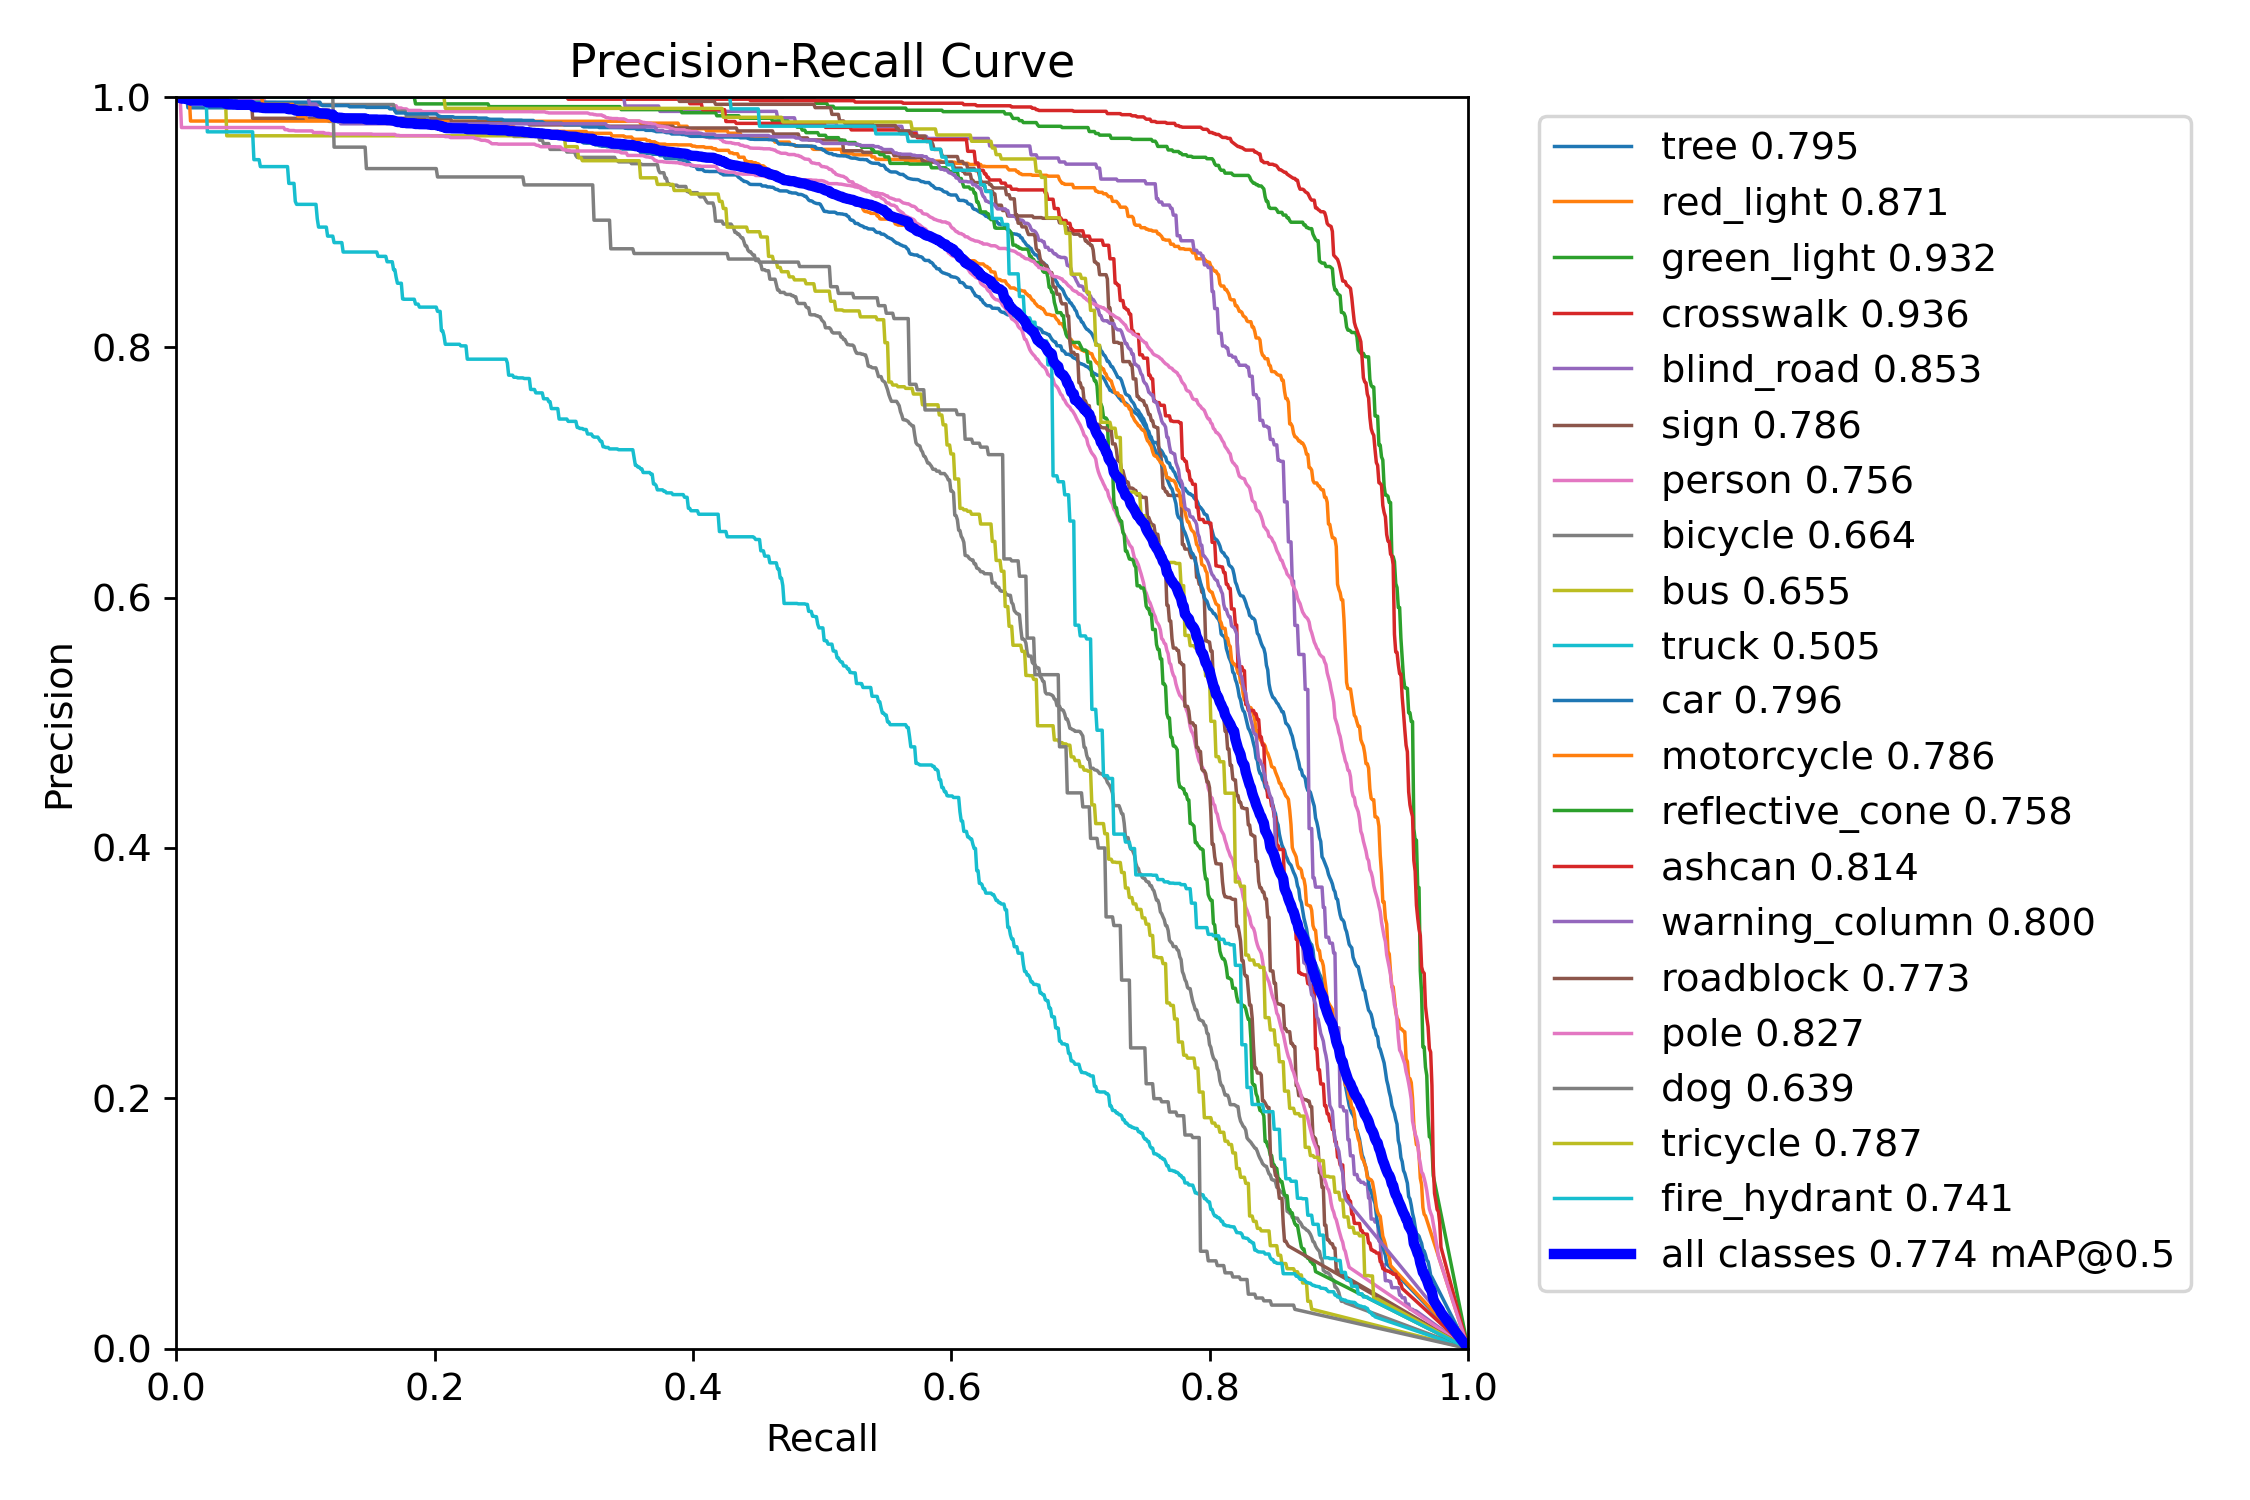 Precision-Recall Curve
1.0
0.8
0.6
0.4
0.2
0.0
Precision
0.0 0.2 0.4 0.6 0.8 1.0
Recall
tree 0.795
red_light 0.871
green_light 0.932
crosswalk 0.936
blind_road 0.853
sign 0.786
person 0.756
bicycle 0.664
bus 0.655
truck 0.505
car 0.796
motorcycle 0.786
reflective_cone 0.758
ashcan 0.814
warning_column 0.800
roadblock 0.773
pole 0.827
dog 0.639
tricycle 0.787
fire_hydrant 0.741
all classes 0.774 mAP@0.5